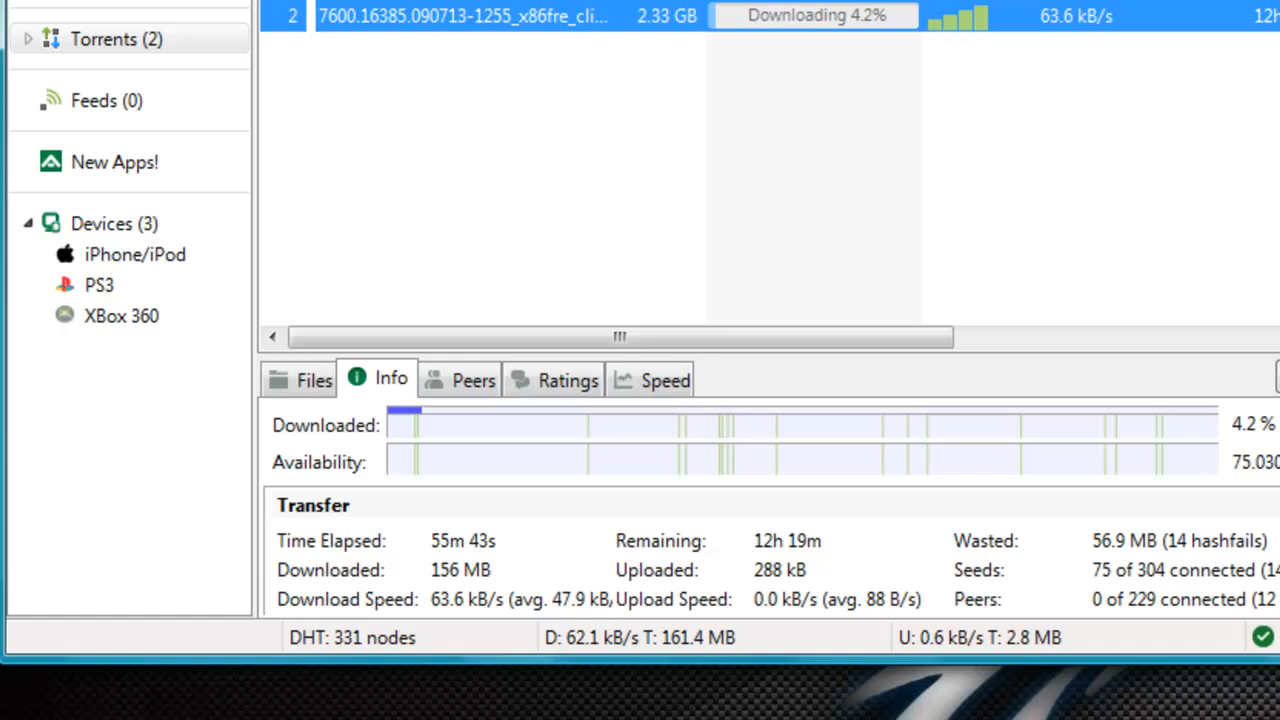 2 7600.16385.090713-1255_x86fre_cli... 2.33 GB Downloading 4.2% 63.6 kB/s 12h
Torrents (2)
Feeds (0)
New Apps!
Devices (3)
iPhone/iPod
PS3
XBox 360
Files Info Peers Ratings Speed
Downloaded: 4.2 %
Availability: 75.030
Transfer
Time Elapsed: 55m 43s Remaining: 12h 19m Wasted: 56.9 MB (14 hashfails)
Downloaded: 156 MB Uploaded: 288 kB Seeds: 75 of 304 connected (14
Download Speed: 63.6 kB/s (avg. 47.9 kB/ Upload Speed: 0.0 kB/s (avg. 88 B/s) Peers: 0 of 229 connected (12
DHT: 331 nodes D: 62.1 kB/s T: 161.4 MB U: 0.6 kB/s T: 2.8 MB